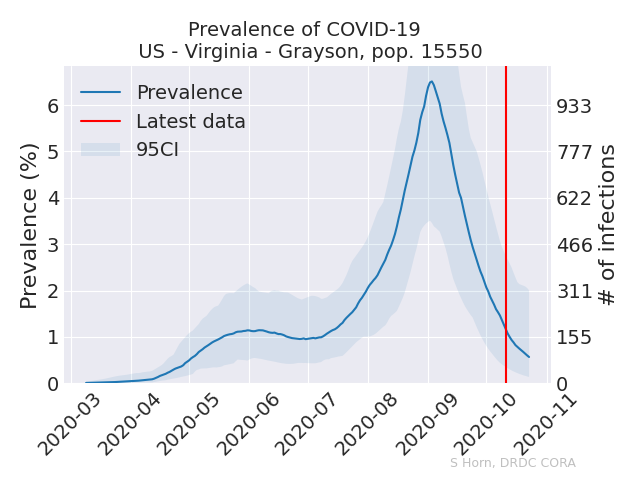 Prevalence of COVID-19
US - Virginia - Grayson, pop. 15550
Prevalence
Latest data
95CI
Prevalence (%)
6
5
4
3
2
1
0
933
777
622
466
311
155
0
# of infections
2020-03
2020-04
2020-05
2020-06
2020-07
2020-08
2020-09
2020-10
2020-11
S Horn, DRDC CORA